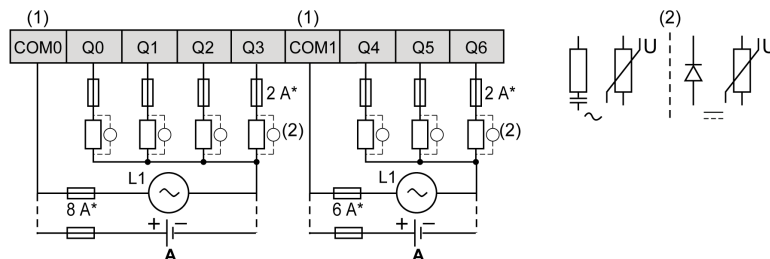 (1) (1) (2)
COM0 Q0 Q1 Q2 Q3 COM1 Q4 Q5 Q6
U U
2 A* 2 A*
(2) (2)
L1 L1
8 A* 6 A*
+ − + −
A A